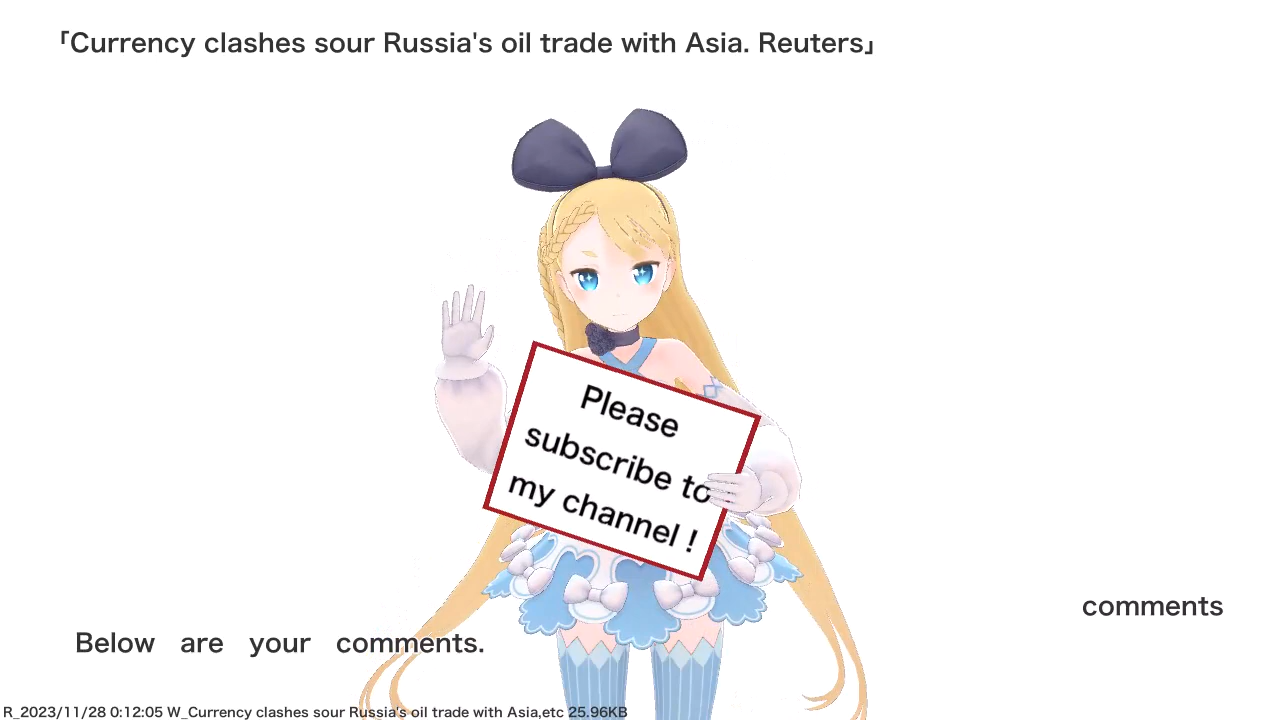 「Currency clashes sour Russia's oil trade with Asia. Reuters」
Please
subscribe to
my channel !
comments
Below are your comments.
R_2023/11/28 0:12:05 W_Currency clashes sour Russia's oil trade with Asia,etc 25.96KB